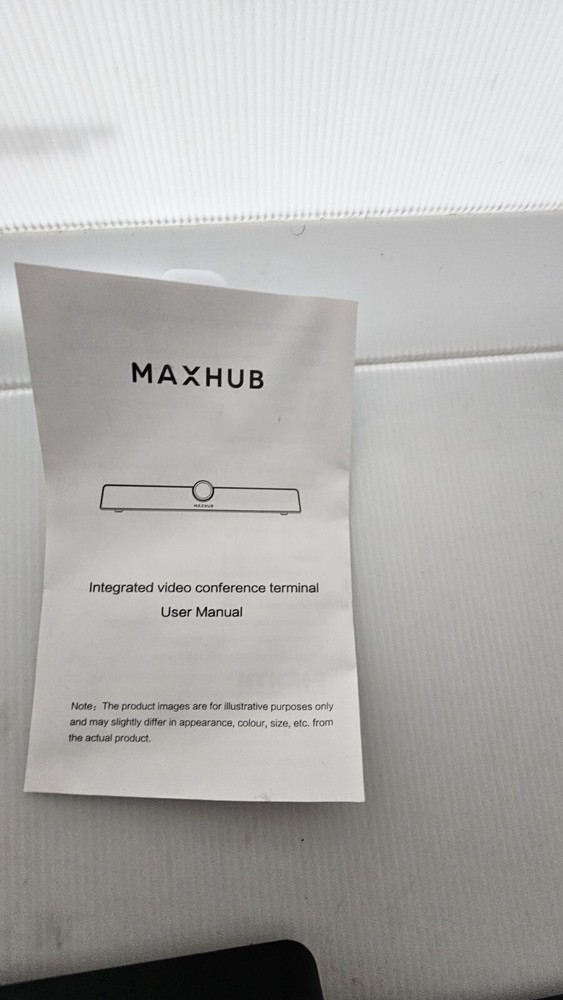 MAXHUB
MAXHUB
Integrated video conference terminal
User Manual
Note：The product images are for illustrative purposes only
and may slightly differ in appearance, colour, size, etc. from
the actual product.